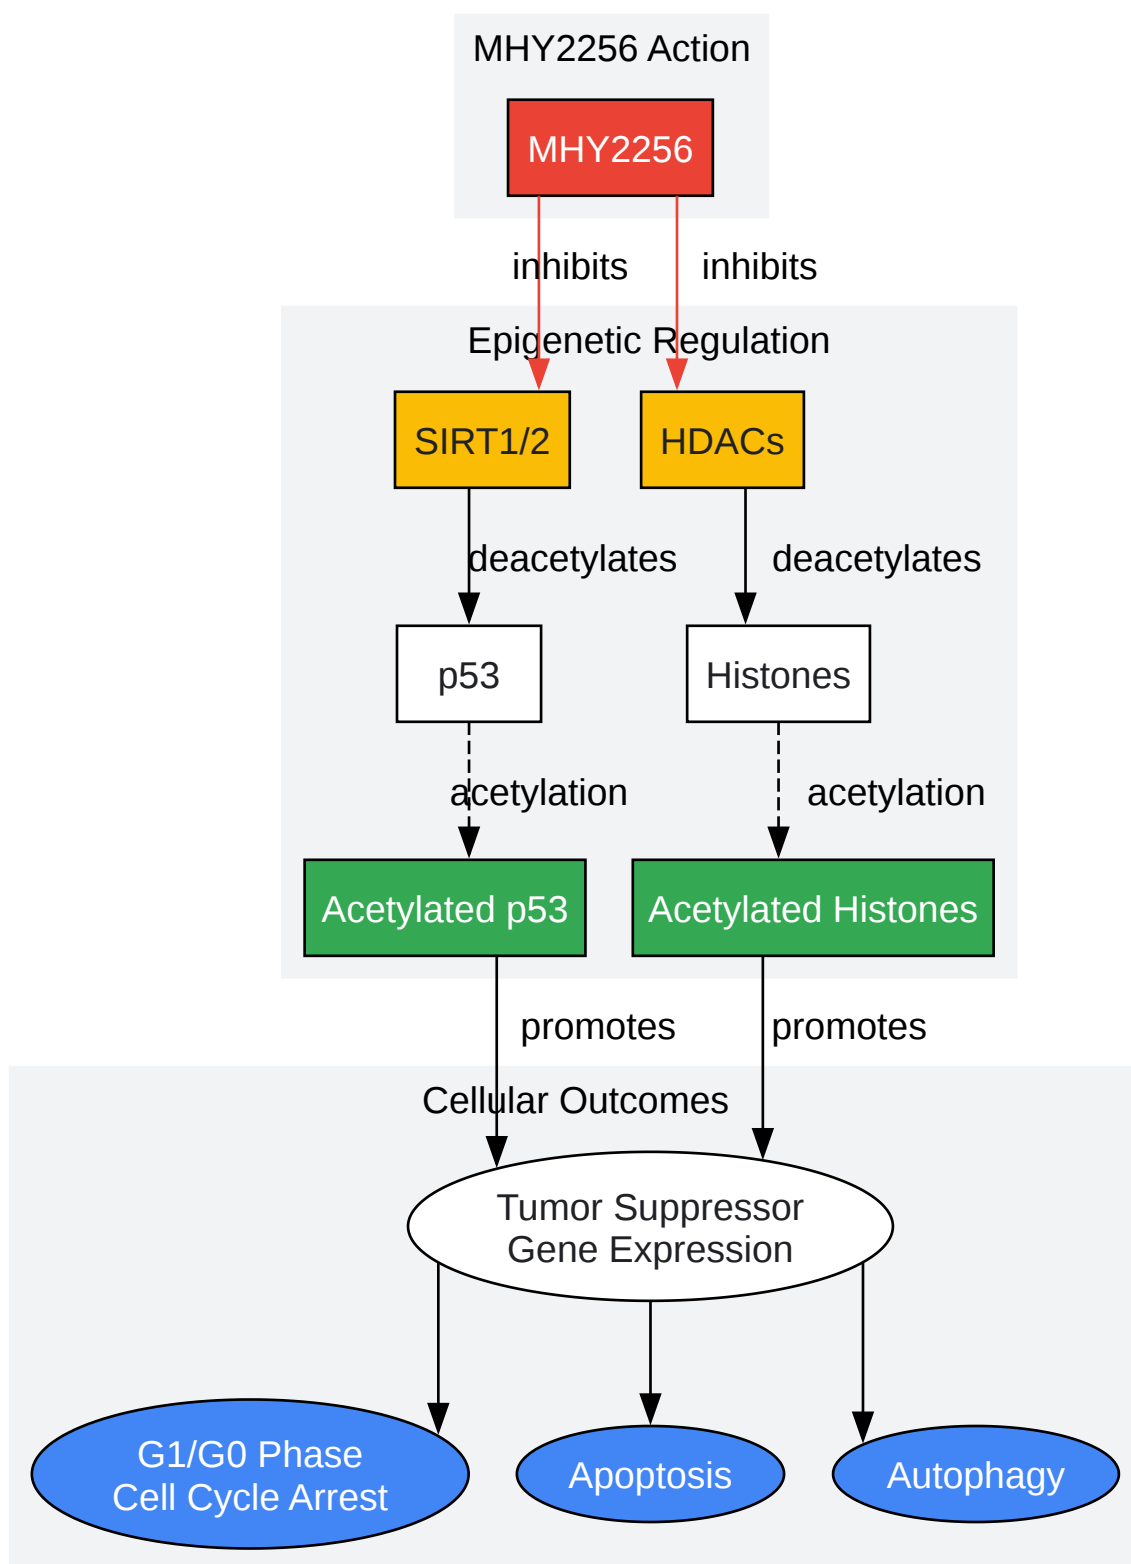 MHY2256 Action
MHY2256
inhibits
inhibits
Epigenetic Regulation
SIRT1/2
HDACs
deacetylates
deacetylates
p53
Histones
acetylation
acetylation
Acetylated p53
Acetylated Histones
promotes
promotes
Cellular Outcomes
Tumor Suppressor
Gene Expression
G1/G0 Phase
Cell Cycle Arrest
Apoptosis
Autophagy